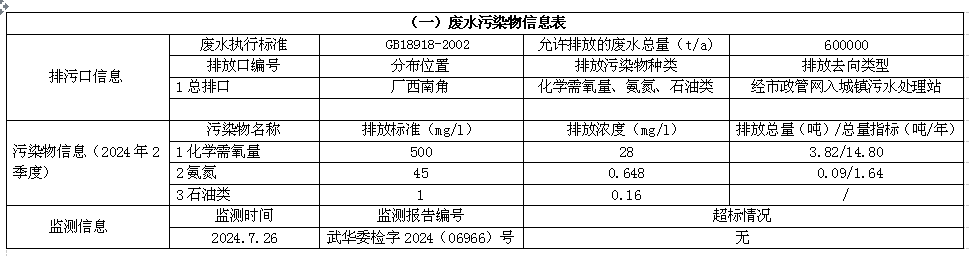 （一）废水污染物信息表
排污口信息 废水执行标准 GB18918-2002 允许排放的废水总量（t/a） 600000
排放口编号 分布位置 排放污染物种类 排放去向类型
1 总排口 厂西南角 化学需氧量、氨氮、石油类 经市政管网入城镇污水处理站
污染物信息（2024 年 2
季度）
污染物名称 排放标准（mg/l） 排放浓度（mg/l） 排放总量（吨）/总量指标（吨/年）
1 化学需氧量 500 28 3.82/14.80
2 氨氮 45 0.648 0.09/1.64
3 石油类 1 0.16 /
监测信息 监测时间 监测报告编号 超标情况
2024.7.26 武华委检字 2024（06966）号 无